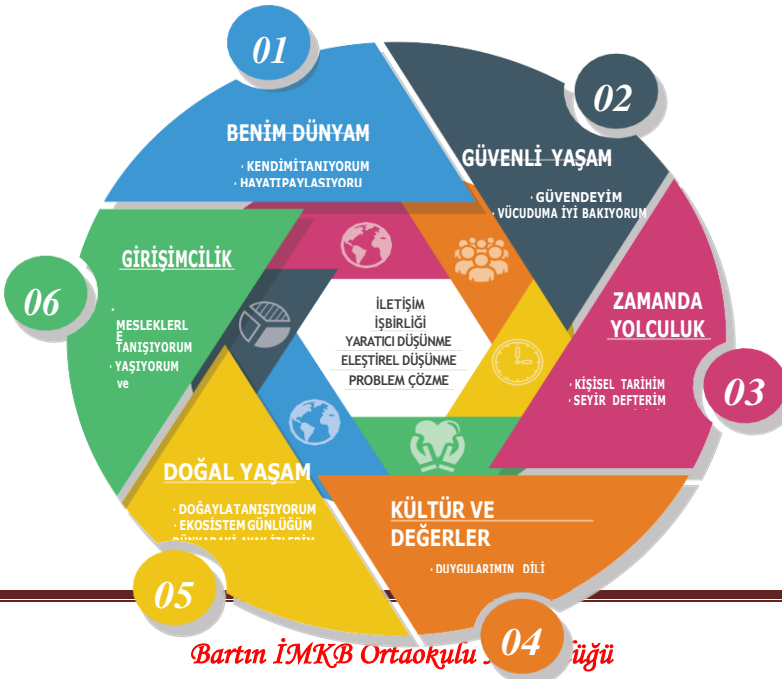 01
BENİM DÜNYAM
· KENDİMİTANIYORUM
· HAYATIPAYLAŞIYORU
02
GÜVENLİ YAŞAM
· GÜVENDEYİM
· VÜCUDUMA İYİ BAKIYORUM
ZAMANDA
YOLCULUK
· KİŞİSEL TARİHİM
· SEYİR DEFTERİM
03
KÜLTÜR VE
DEĞERLER
· DUYGULARIMIN DİLİ
04
DOĞAL YAŞAM
· DOĞAYLATANIŞIYORUM
· EKOSİSTEM GÜNLÜĞÜM
05
GİRİŞİMCİLİK
·
MESLEKLERL
E
TANIŞIYORUM
· YAŞIYORUM
ve
06
İLETİŞİM
İŞBİRLİĞİ
YARATICI DÜŞÜNME
ELEŞTİREL DÜŞÜNME
PROBLEM ÇÖZME
Bartın İMKB Ortaokulu